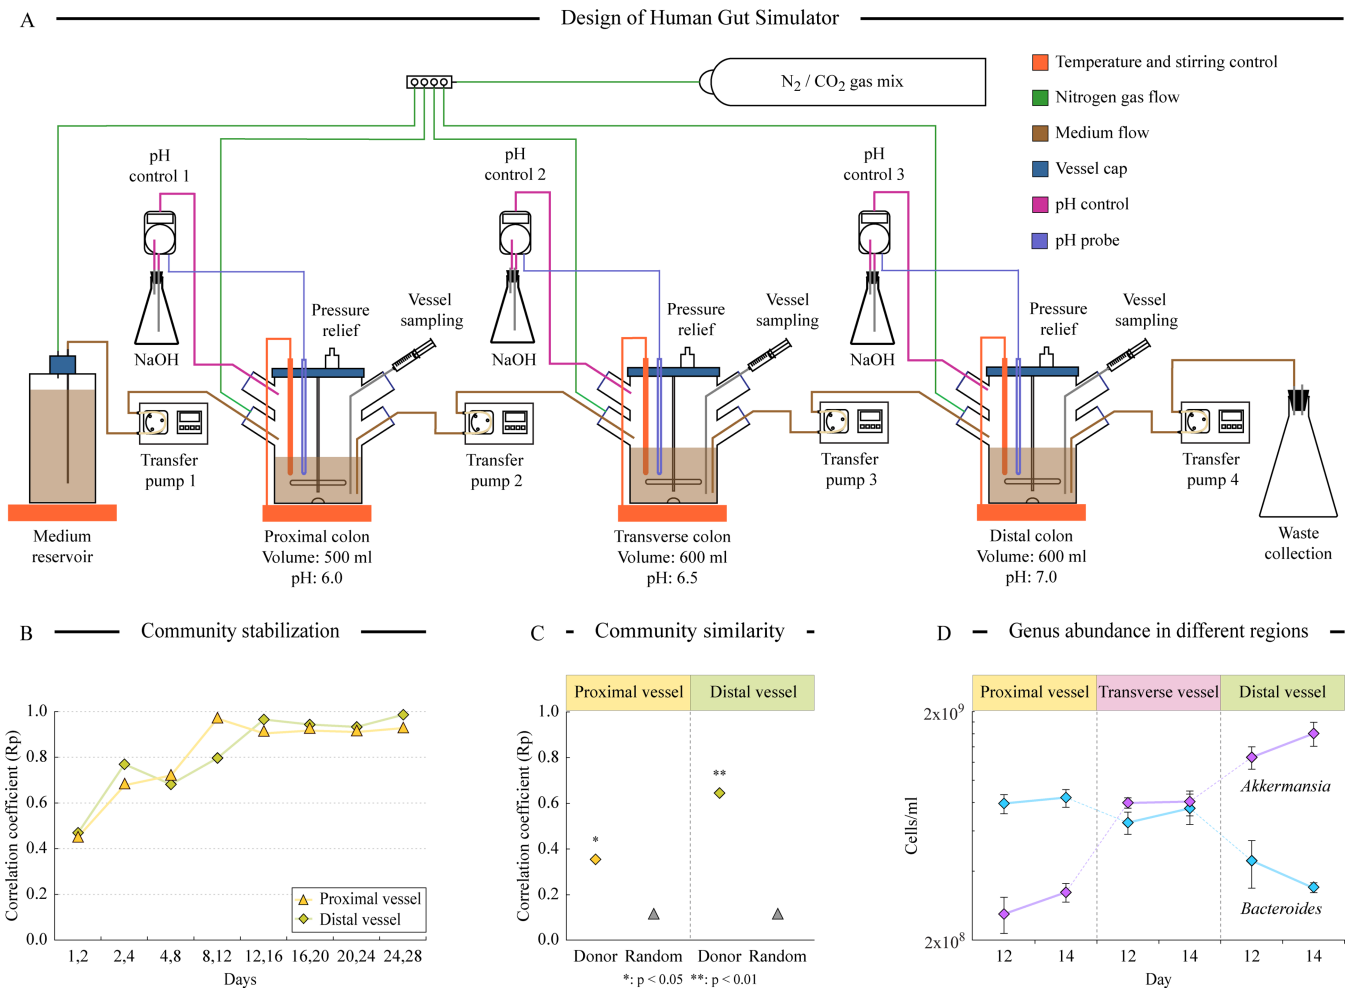 A
Design of Human Gut Simulator
N2 / CO2 gas mix
Temperature and stirring control
Nitrogen gas flow
Medium flow
Vessel cap
pH control
pH probe
pH
control 1
pH
control 2
pH
control 3
NaOH
Pressure
relief
Vessel
sampling
NaOH
Pressure
relief
Vessel
sampling
NaOH
Pressure
relief
Vessel
sampling
Transfer
pump 1
Transfer
pump 2
Transfer
pump 3
Transfer
pump 4
Medium
reservoir
Proximal colon
Volume: 500 ml
pH: 6.0
Transverse colon
Volume: 600 ml
pH: 6.5
Distal colon
Volume: 600 ml
pH: 7.0
Waste
collection
B
Community stabilization
Correlation coefficient (Rp)
1.0
0.8
0.6
0.4
0.2
0.0
Proximal vessel
Distal vessel
1,2 2,4 4,8 8,12 12,16 16,20 20,24 24,28
Days
C
Community similarity
Proximal vessel Distal vessel
Correlation coefficient (Rp)
1.0
0.8
0.6
0.4
0.2
0.0
*
**
Donor Random Donor Random
*: p < 0.05 **: p < 0.01
D
Genus abundance in different regions
Proximal vessel Transverse vessel Distal vessel
Cells/ml
2x10⁹
2x10⁸
Akkermansia
Bacteroides
12 14 12 14 12 14
Day